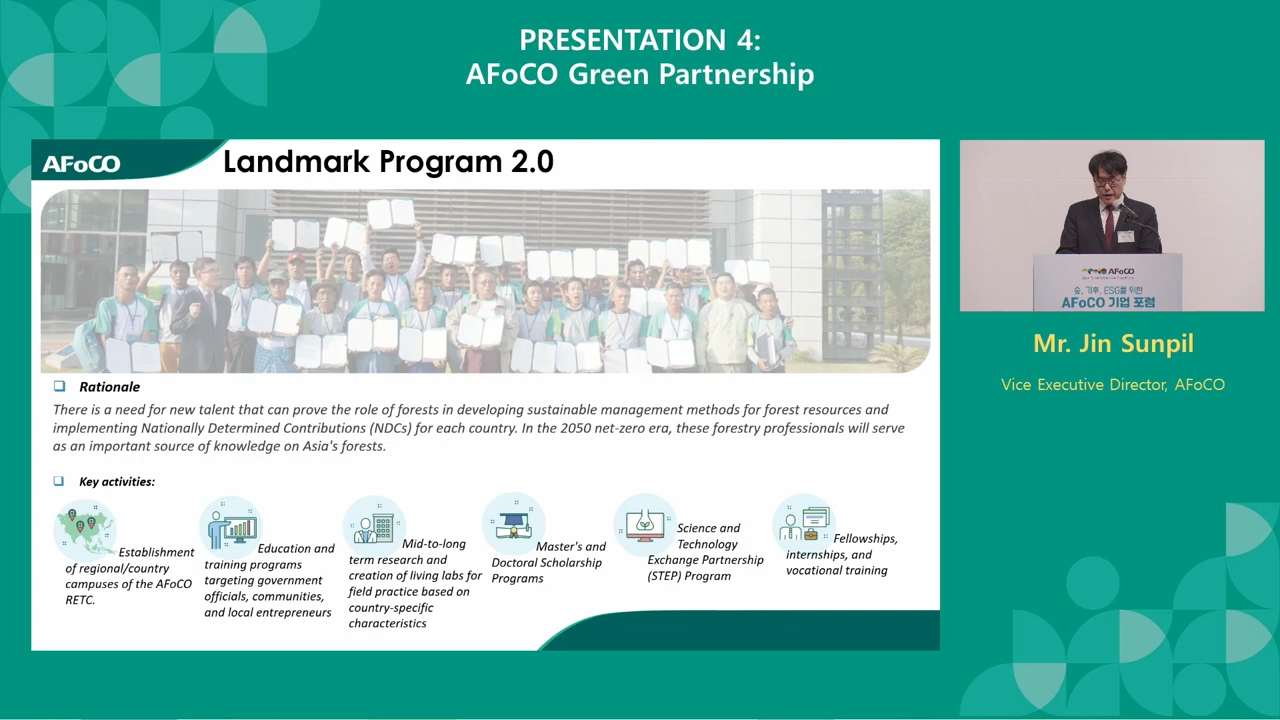 PRESENTATION 4:
AFoCO Green Partnership
AFoCO
Landmark Program 2.0
Rationale
There is a need for new talent that can prove the role of forests in developing sustainable management methods for forest resources and
implementing Nationally Determined Contributions (NDCs) for each country. In the 2050 net-zero era, these forestry professionals will serve
as an important source of knowledge on Asia's forests.
Key activities:
Establishment
of regional/country
campuses of the AFoCO
RETC.
Education and
training programs
targeting government
officials, communities,
and local entrepreneurs
Mid-to-long
term research and
creation of living labs for
field practice based on
country-specific
characteristics
Master's and
Doctoral Scholarship
Programs
Science and
Technology
Exchange Partnership
(STEP) Program
Fellowships,
internships, and
vocational training
AFoCO
숲, 기후, ESG를 위한
AFoCO 기업 포럼
Mr. Jin Sunpil
Vice Executive Director, AFoCO